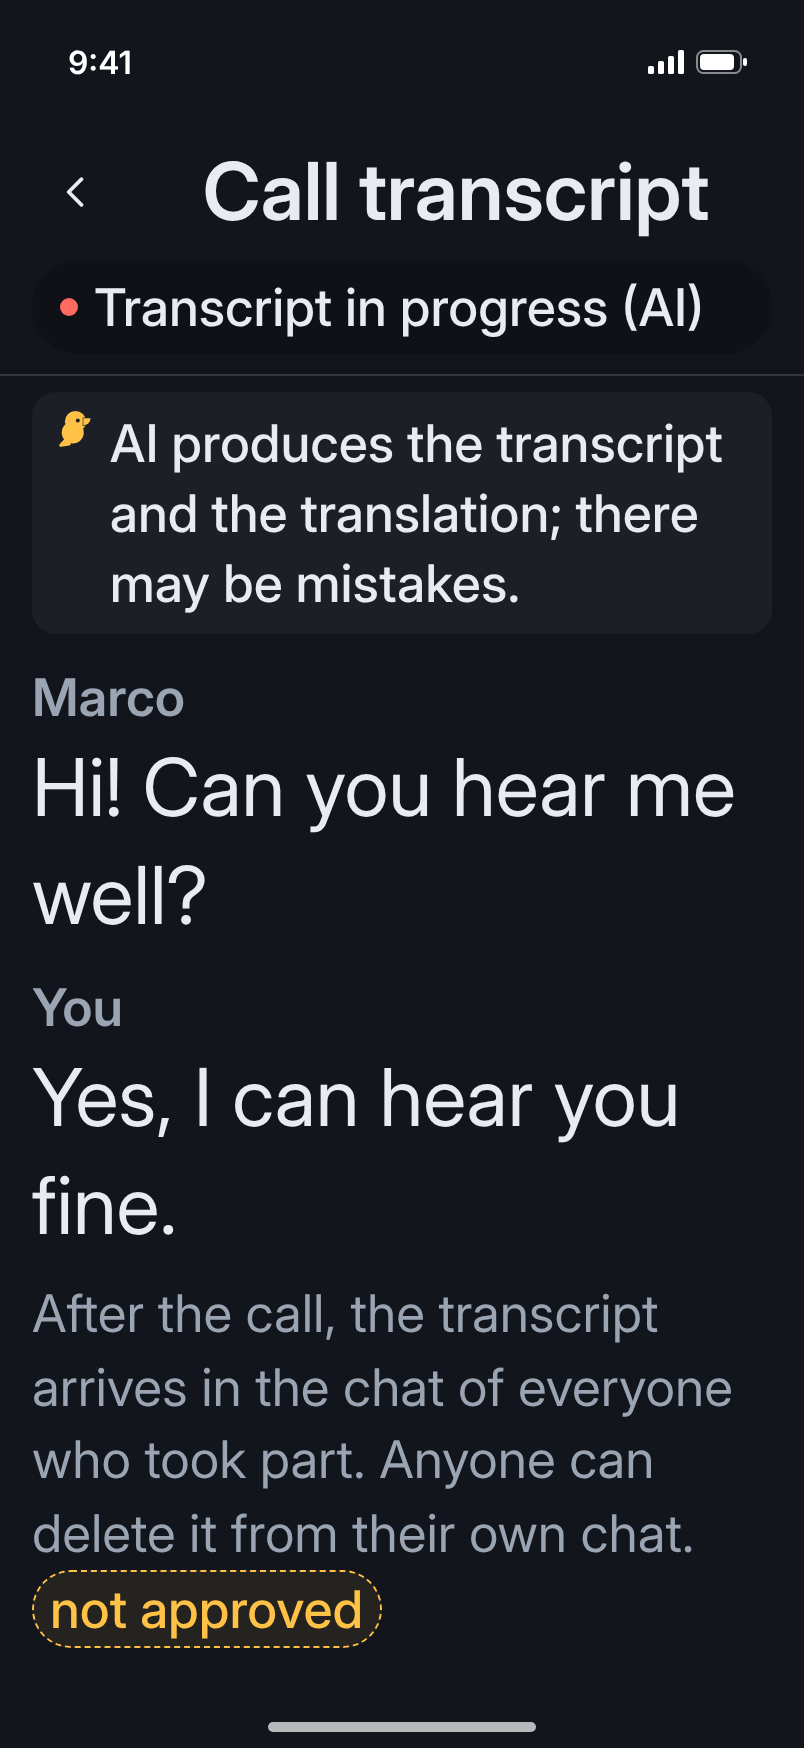 9:41
Call transcript
Transcript in progress (AI)
AI produces the transcript
and the translation; there
may be mistakes.
Marco
Hi! Can you hear me
well?
You
Yes, I can hear you
fine.
After the call, the transcript
arrives in the chat of everyone
who took part. Anyone can
delete it from their own chat.
not approved